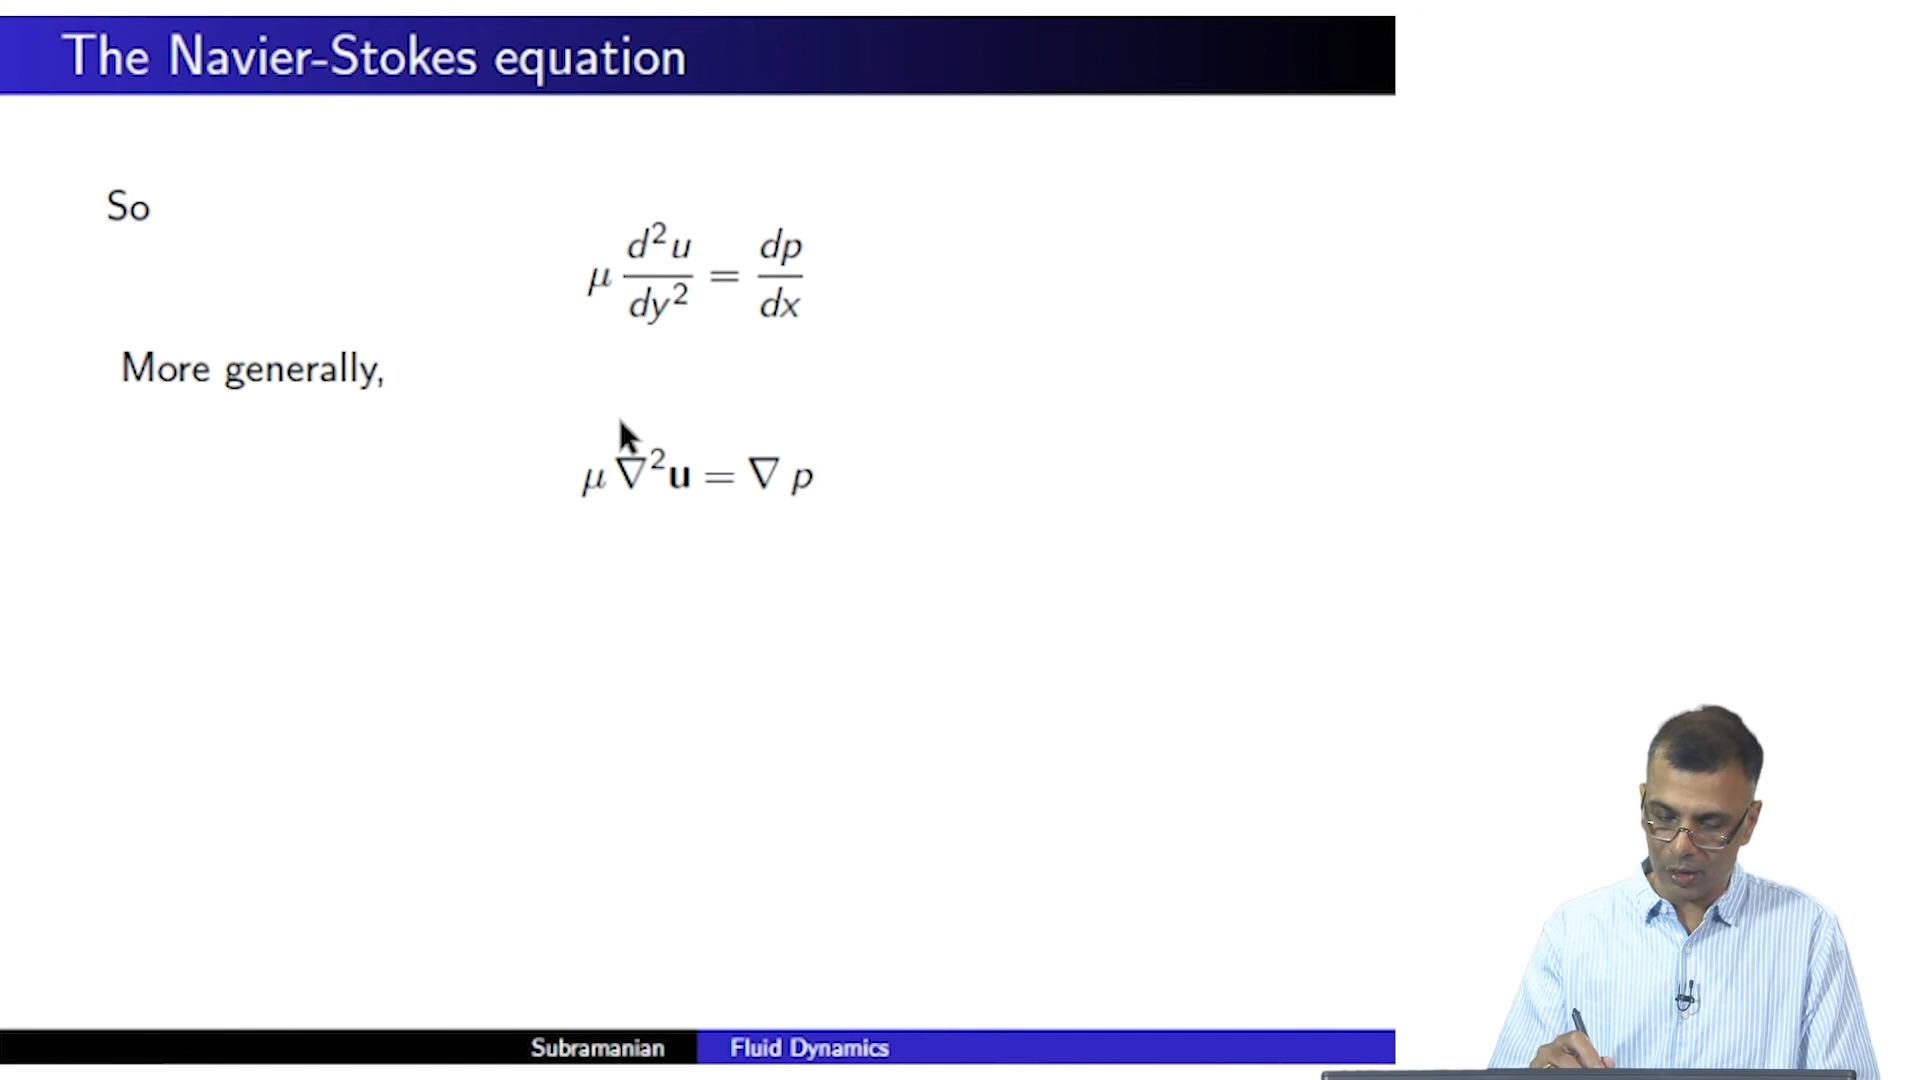 The Navier-Stokes equation
So
μ d²u/dy² = dp/dx
More generally,
μ ∇²u = ∇ p
Subramanian Fluid Dynamics